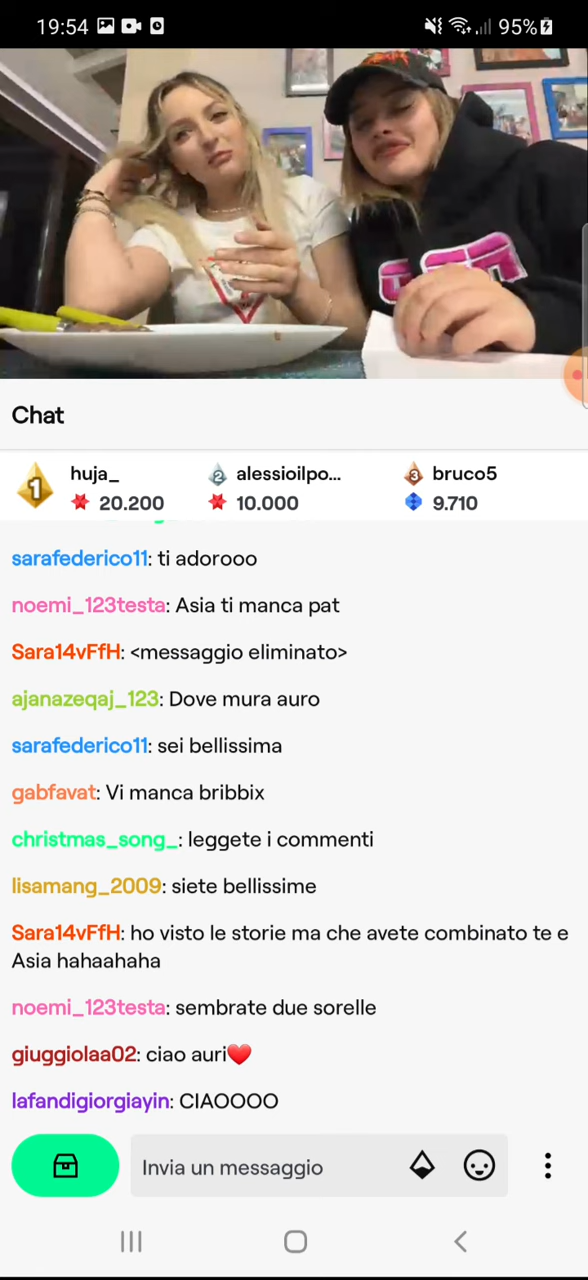 19:54
95%
Chat
1
huja_
20.200
2
alessioilpo...
10.000
3
bruco5
9.710
sarafederico11: ti adorooo
noemi_123testa: Asia ti manca pat
Sara14vFfH: <messaggio eliminato>
ajanazeqaj_123: Dove mura auro
sarafederico11: sei bellissima
gabfavat: Vi manca bribbix
christmas_song_: leggete i commenti
lisamang_2009: siete bellissime
Sara14vFfH: ho visto le storie ma che avete combinato te e
Asia hahaahaha
noemi_123testa: sembrate due sorelle
giuggiolaa02: ciao auri❤️
lafandigiorgiayin: CIAOOOO
Invia un messaggio